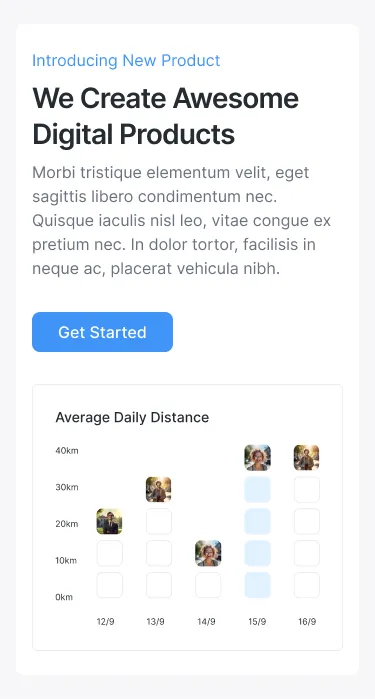 Introducing New Product
We Create Awesome
Digital Products
Morbi tristique elementum velit, eget
sagittis libero condimentum nec.
Quisque iaculis nisl leo, vitae congue ex
pretium nec. In dolor tortor, facilisis in
neque ac, placerat vehicula nibh.
Get Started
Average Daily Distance
40km
30km
20km
10km
0km
12/9 13/9 14/9 15/9 16/9